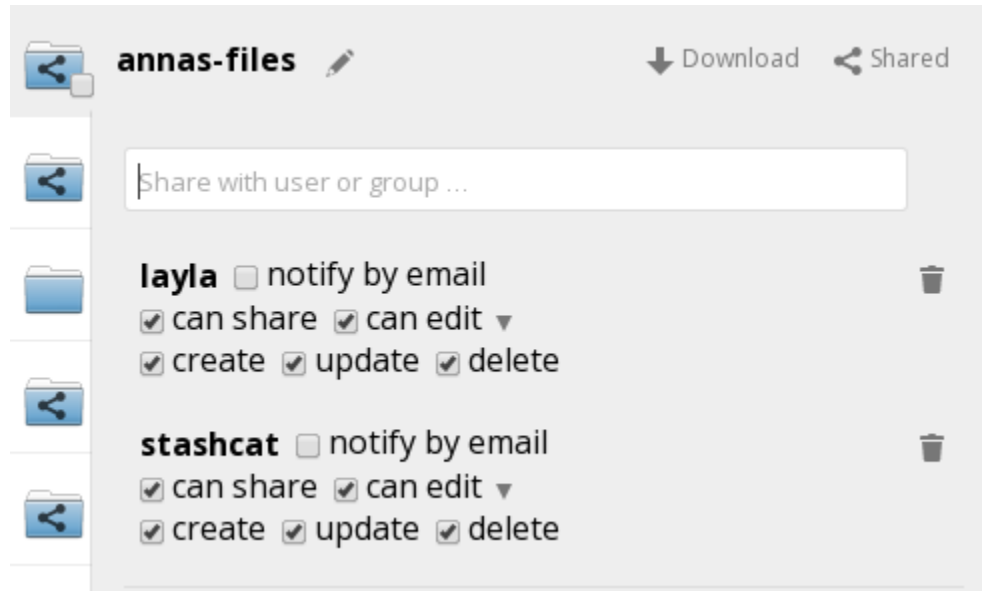 annas-files Download Shared
Share with user or group ...
layla notify by email
can share can edit
create update delete
stashcat notify by email
can share can edit
create update delete